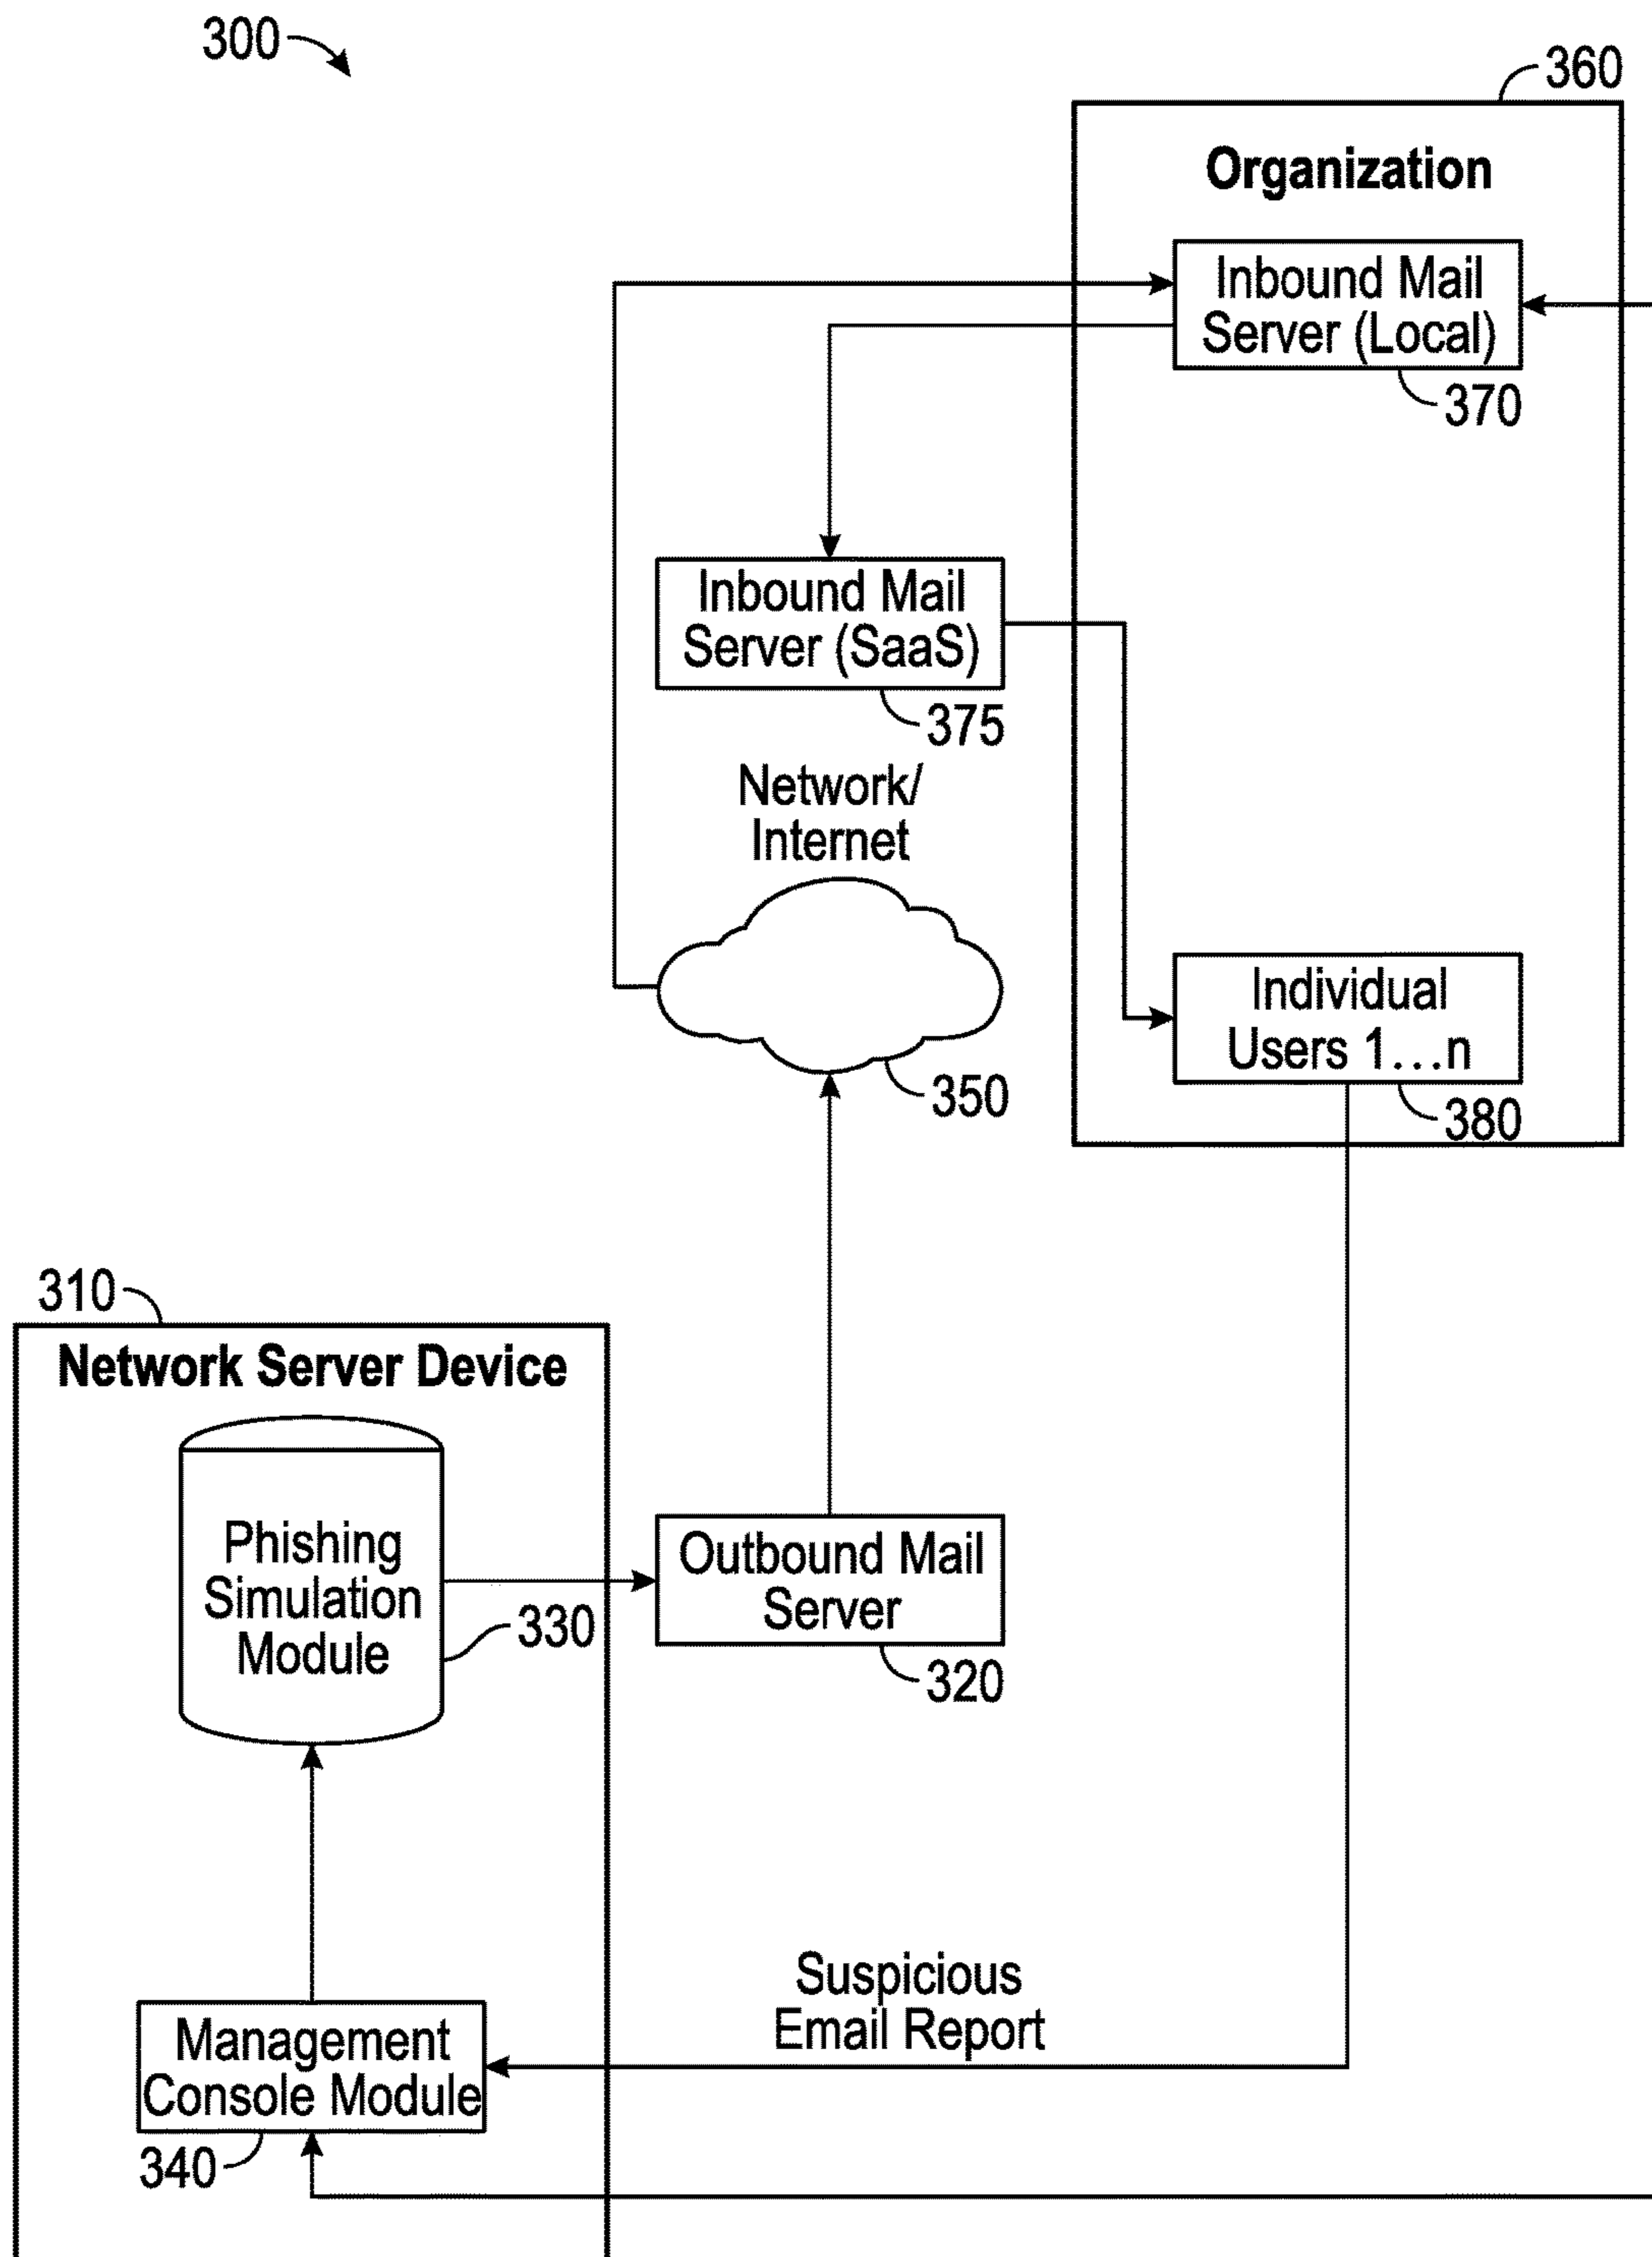 300
360
Organization
Inbound Mail
Server (Local)
370
Inbound Mail
Server (SaaS)
375
Network/
Internet
350
Individual
Users 1...n
380
310
Network Server Device
Phishing
Simulation
Module
330
Outbound Mail
Server
320
Suspicious
Email Report
Management
Console Module
340